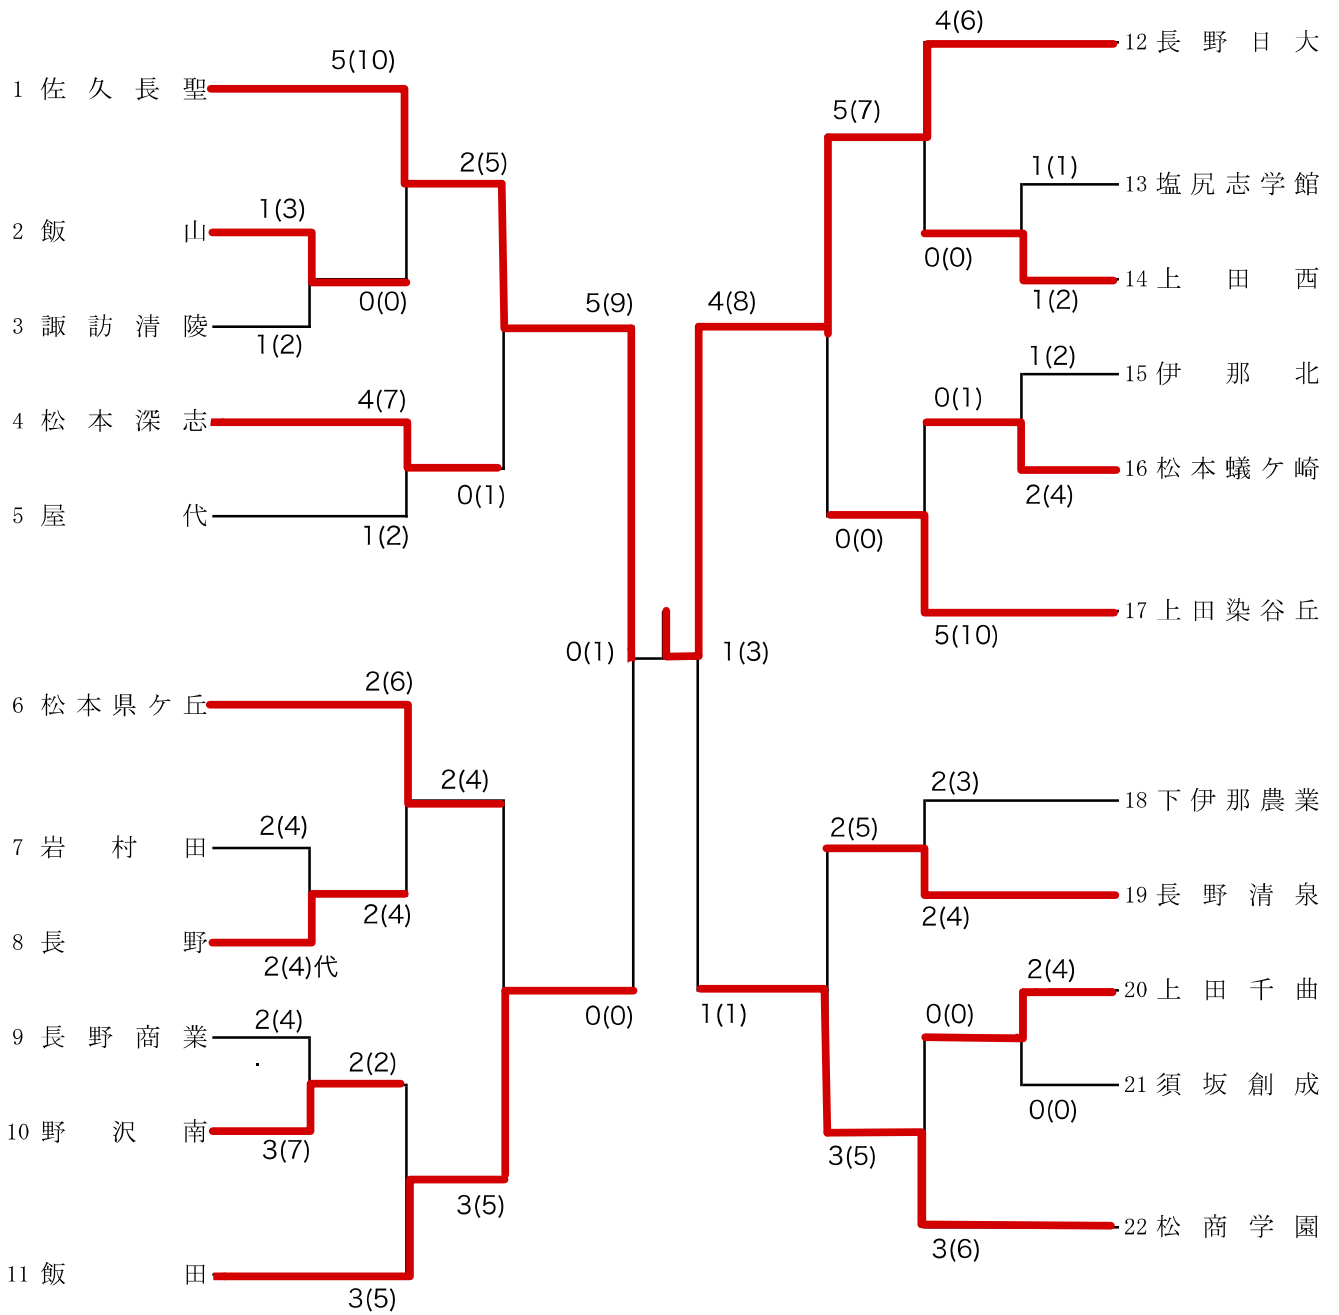 5(10)
1 佐久長聖
2(5)
1(3)
2 飯山
0(0)
3 諏訪清陵
1(2)
5(9)
4(7)
4 松本深志
0(1)
5 屋代
1(2)
0(1)
2(6)
6 松本県ケ丘
2(4)
2(4)
7 岩村田
2(4)
8 長野
2(4)代
0(0)
2(4)
9 長野商業
2(2)
10 野沢南
3(7)
3(5)
11 飯田
3(5)
4(6)
12 長野日大
5(7)
1(1)
13 塩尻志学館
0(0)
14 上田西
1(2)
4(8)
1(2)
15 伊那北
0(1)
16 松本蟻ケ崎
2(4)
0(0)
17 上田染谷丘
5(10)
1(3)
2(3)
18 下伊那農業
2(5)
19 長野清泉
2(4)
1(1)
2(4)
20 上田千曲
0(0)
21 須坂創成
0(0)
3(5)
22 松商学園
3(6)